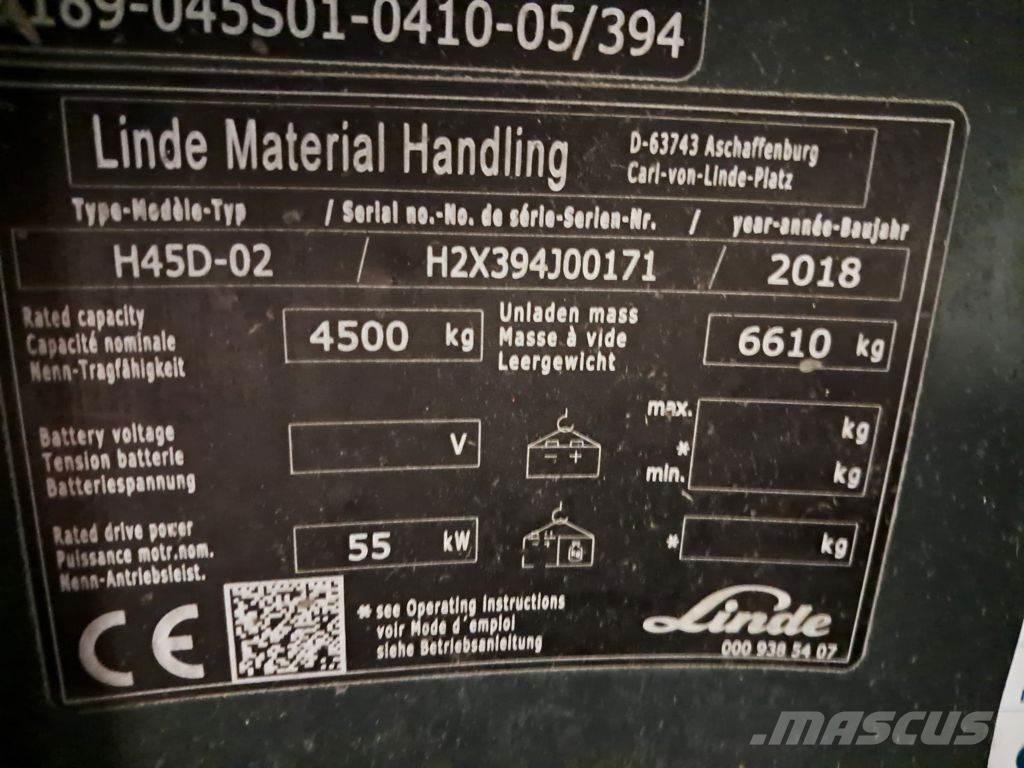 189-045S01-0410-05/394
Linde Material Handling
D-63743 Aschaffenburg
Carl-von-Linde-Platz
Type-Modèle-Typ / Serial no.-No. de série-Serien-Nr. / year-année-Baujahr
H45D-02 / H2X394J00171 / 2018
Rated capacity
Capacité nominale
Nenn-Tragfähigkeit
4500 kg
Unladen mass
Masse à vide
Leergewicht
6610 kg
Battery voltage
Tension batterie
Batteriespannung
V
- +
max.
*
min.
kg
kg
Rated drive power
Puissance motr.nom.
Nenn-Antriebsleist.
55 kW
* kg
CE
* see Operating Instructions
voir Mode d'emploi
siehe Betriebsanleitung
Linde
000 938 54 07
MASCUS